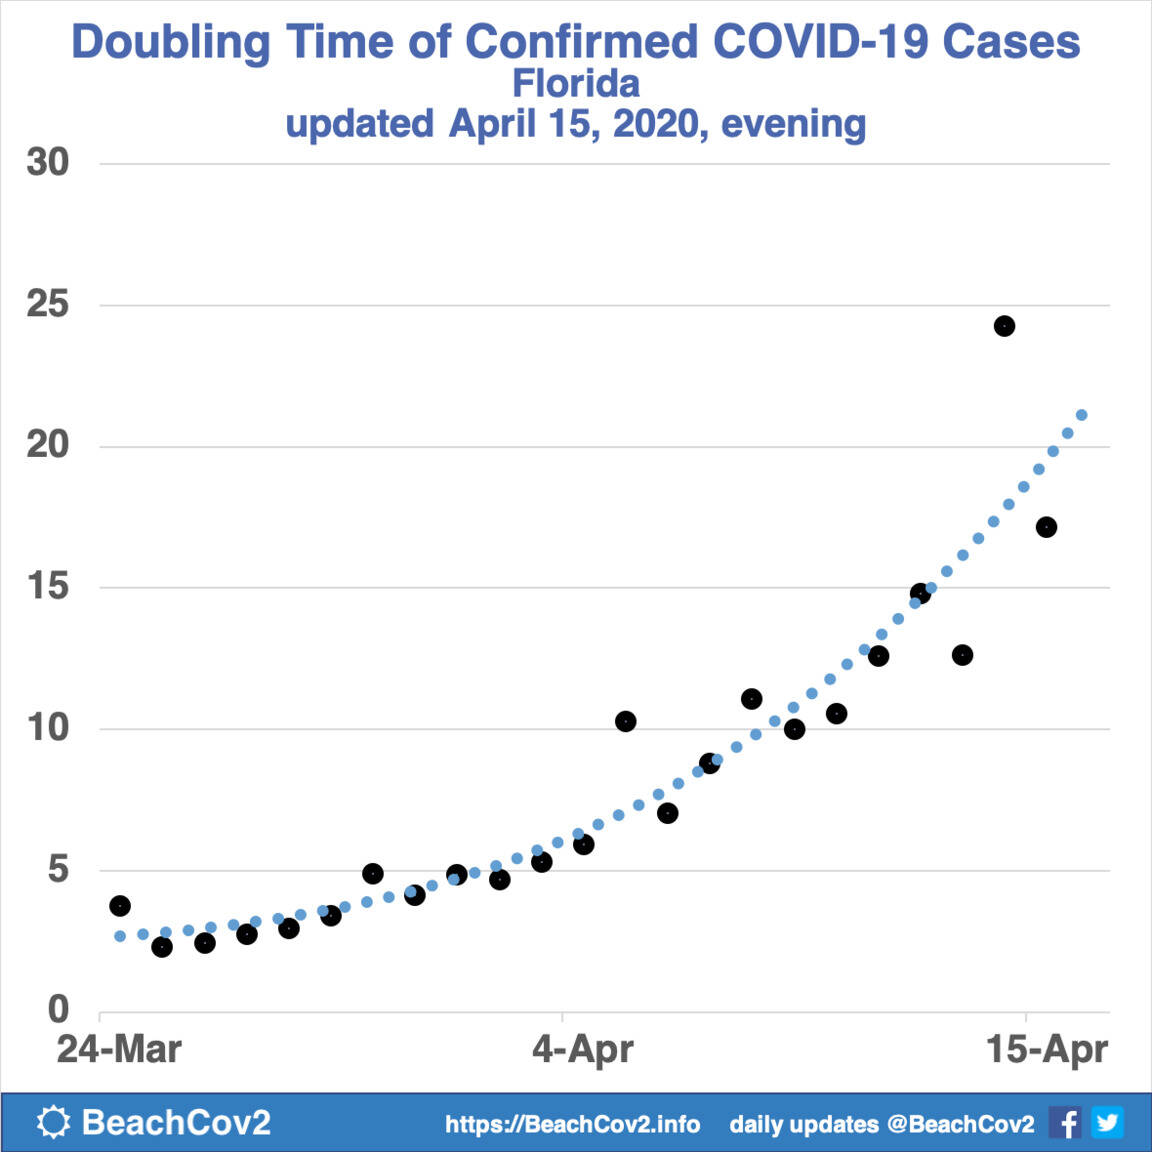 Doubling Time of Confirmed COVID-19 Cases
Florida
updated April 15, 2020, evening
30
25
20
15
10
5
0
24-Mar 4-Apr 15-Apr
BeachCov2 https://BeachCov2.info daily updates @BeachCov2